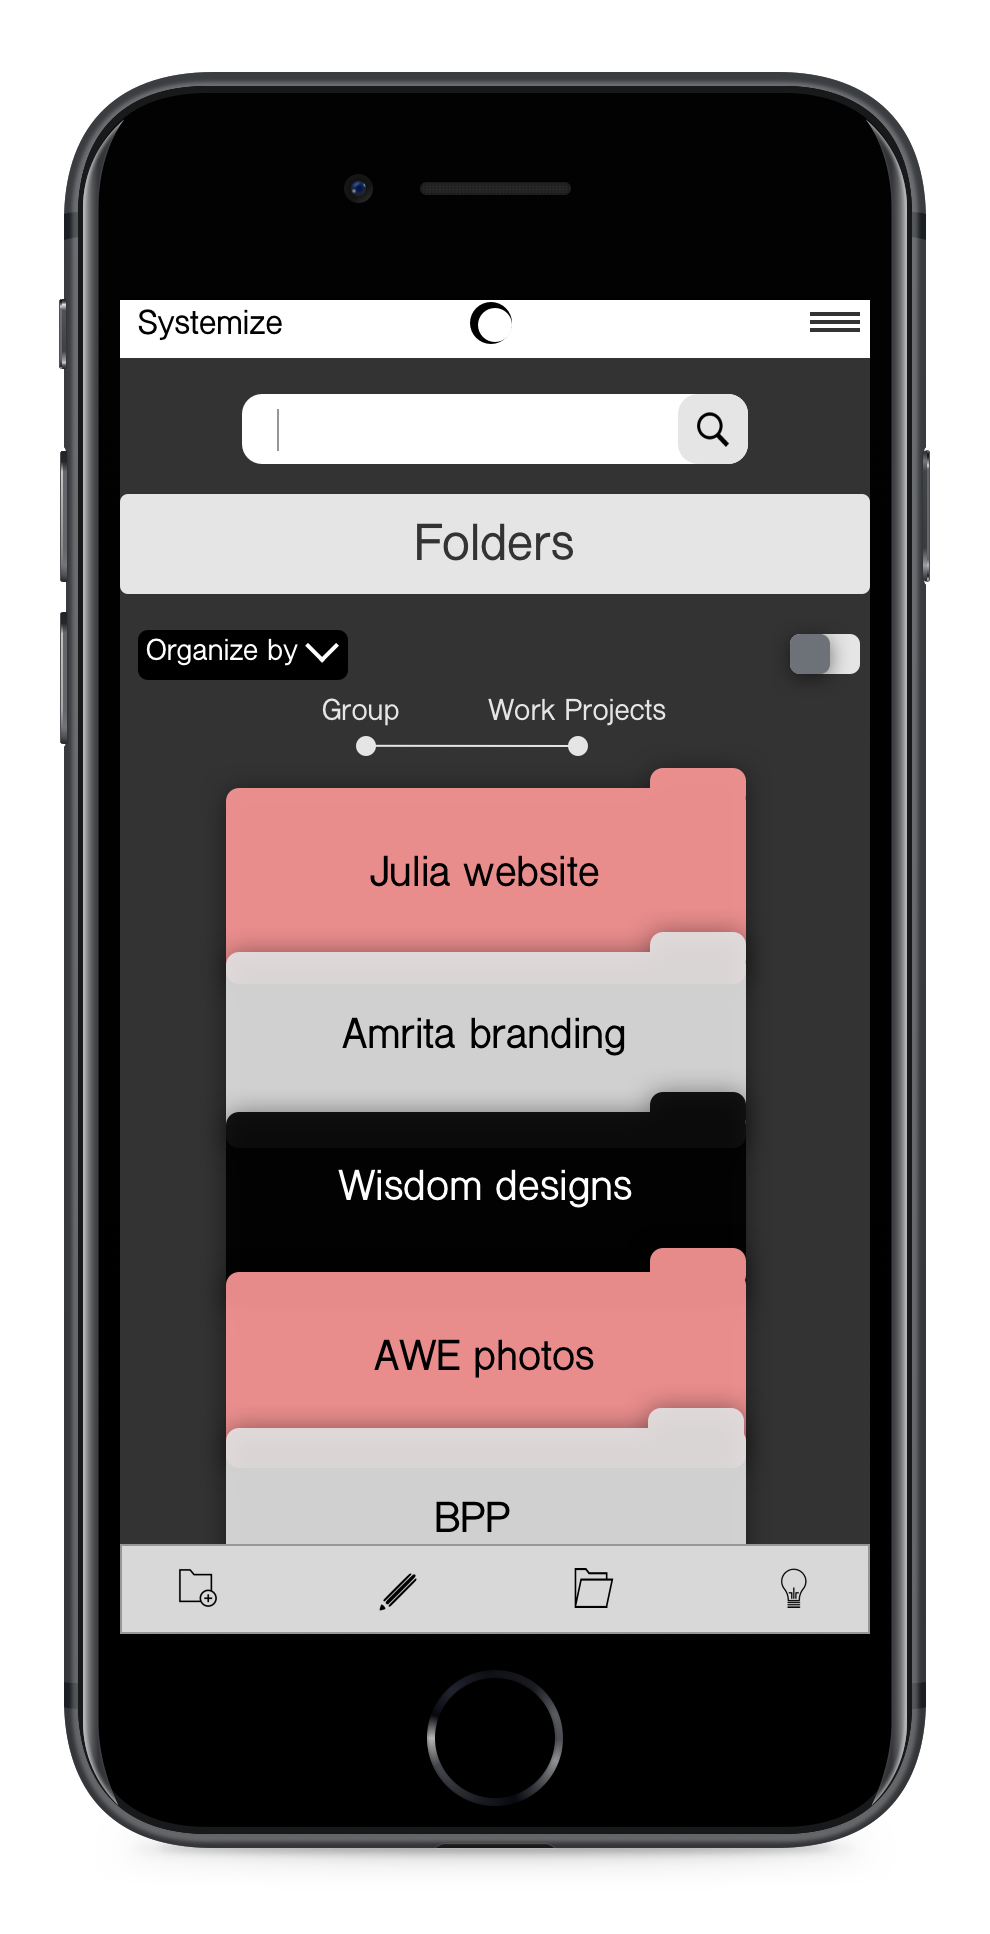 Systemize
Folders
Organize by
Group
Work Projects
Julia website
Amrita branding
Wisdom designs
AWE photos
BPP